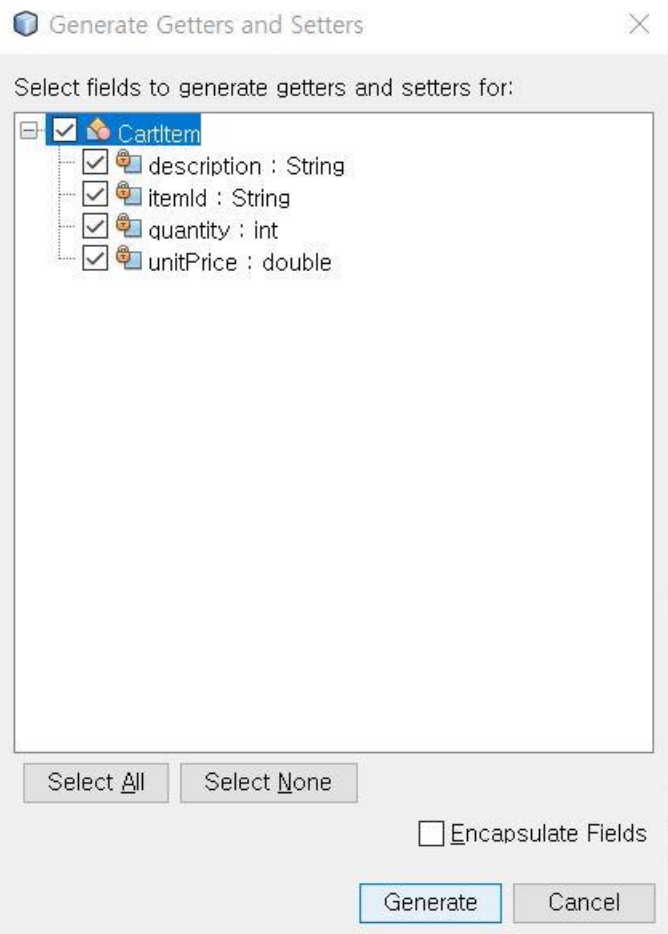 Generate Getters and Setters
Select fields to generate getters and setters for:
CartItem
description : String
itemId : String
quantity : int
unitPrice : double
Select All Select None
Encapsulate Fields
Generate Cancel